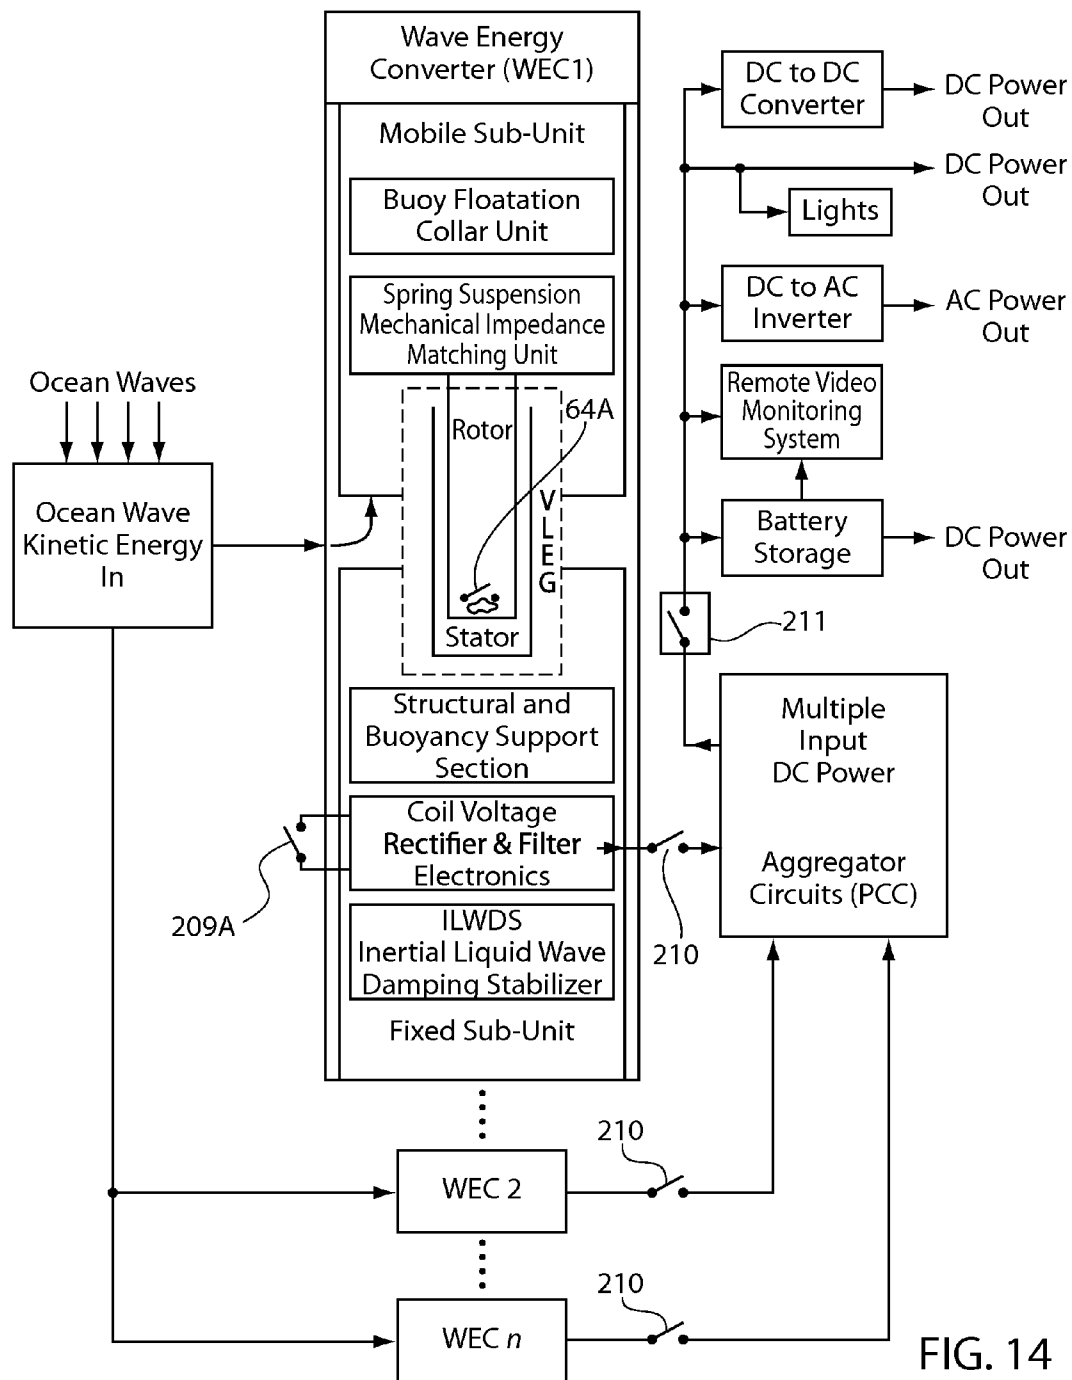 Wave Energy
Converter (WEC1)
Mobile Sub-Unit
Buoy Floatation
Collar Unit
Spring Suspension
Mechanical Impedance
Matching Unit
Ocean Waves
Ocean Wave
Kinetic Energy
In
Rotor
64A
VLEG
Stator
Structural and
Buoyancy Support
Section
Coil Voltage
Rectifier & Filter
Electronics
209A
ILWDS
Inertial Liquid Wave
Damping Stabilizer
Fixed Sub-Unit
210
WEC 2
210
WEC n
210
DC to DC
Converter
DC Power
Out
DC Power
Out
Lights
DC to AC
Inverter
AC Power
Out
Remote Video
Monitoring
System
Battery
Storage
DC Power
Out
211
Multiple
Input
DC Power
Aggregator
Circuits (PCC)
FIG. 14